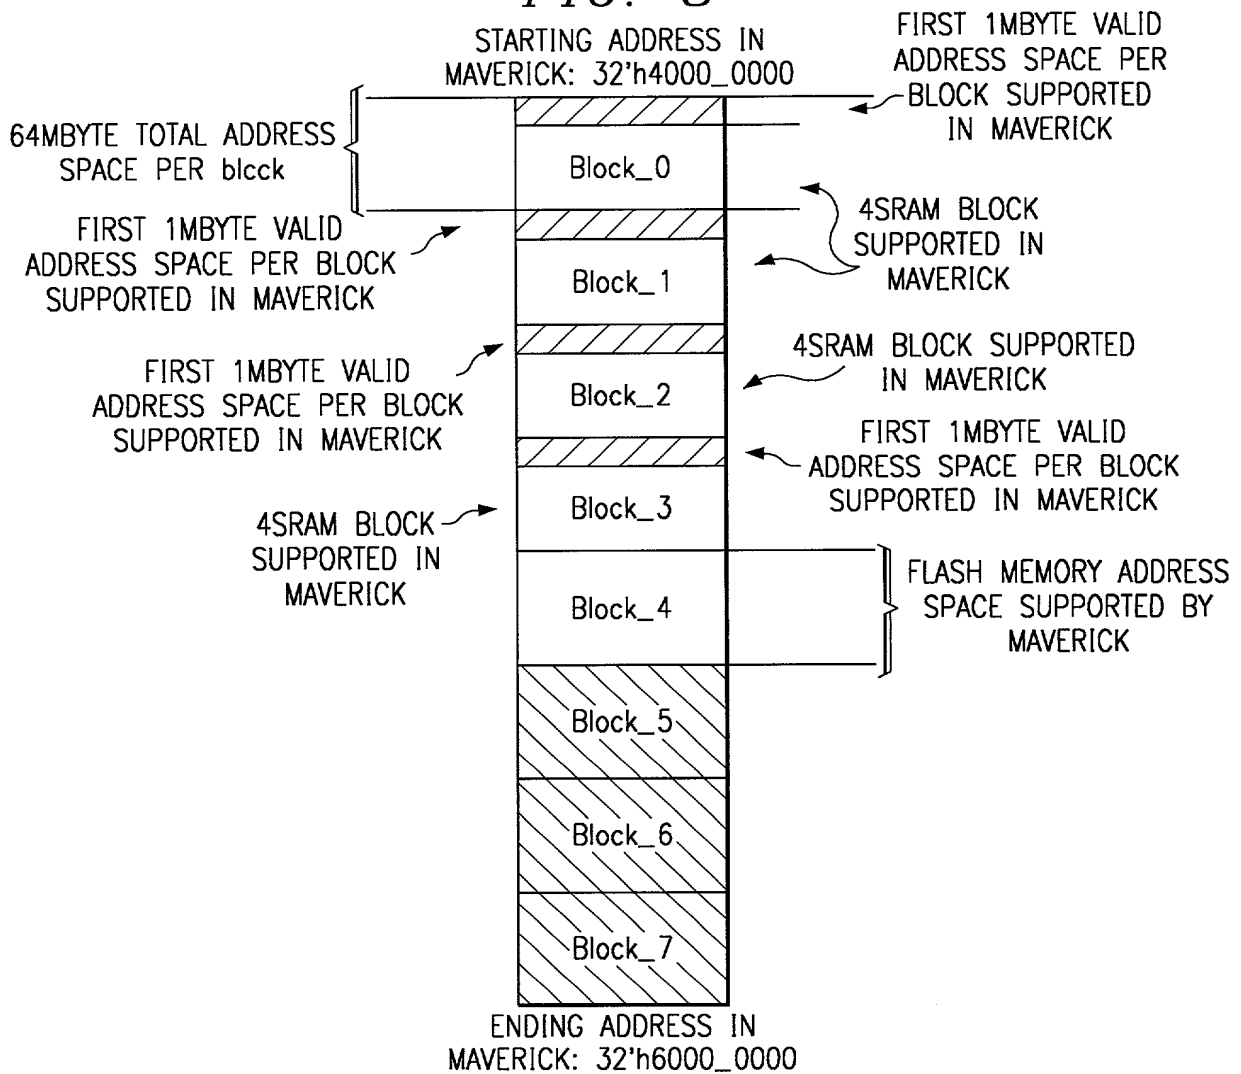 STARTING ADDRESS IN
MAVERICK: 32'h4000_0000
FIRST 1MBYTE VALID
ADDRESS SPACE PER
BLOCK SUPPORTED
IN MAVERICK
64MBYTE TOTAL ADDRESS
SPACE PER blcck
Block_0
4SRAM BLOCK
SUPPORTED IN
MAVERICK
FIRST 1MBYTE VALID
ADDRESS SPACE PER BLOCK
SUPPORTED IN MAVERICK
Block_1
4SRAM BLOCK SUPPORTED
IN MAVERICK
FIRST 1MBYTE VALID
ADDRESS SPACE PER BLOCK
SUPPORTED IN MAVERICK
Block_2
FIRST 1MBYTE VALID
ADDRESS SPACE PER BLOCK
SUPPORTED IN MAVERICK
4SRAM BLOCK
SUPPORTED IN
MAVERICK
Block_3
FLASH MEMORY ADDRESS
SPACE SUPPORTED BY
MAVERICK
Block_4
Block_5
Block_6
Block_7
ENDING ADDRESS IN
MAVERICK: 32'h6000_0000